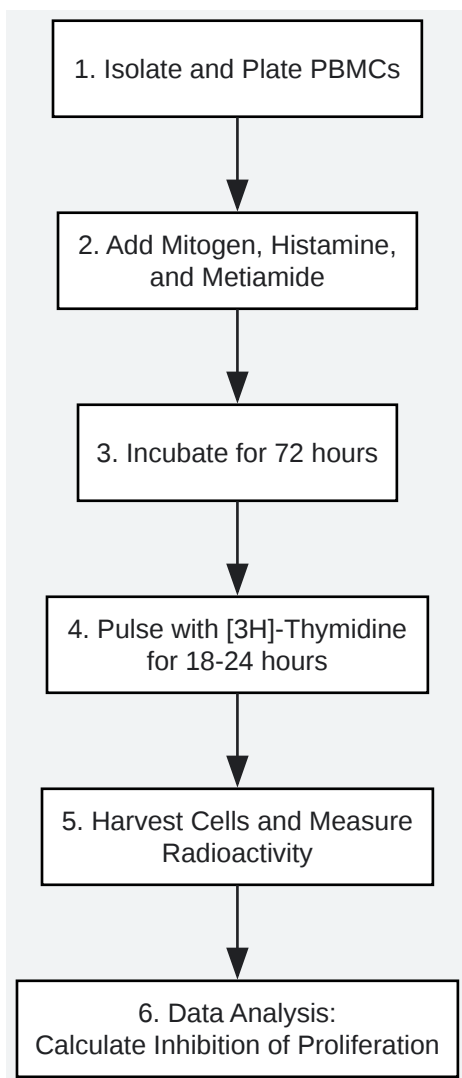 1. Isolate and Plate PBMCs
2. Add Mitogen, Histamine,
and Metiamide
3. Incubate for 72 hours
4. Pulse with [3H]-Thymidine
for 18-24 hours
5. Harvest Cells and Measure
Radioactivity
6. Data Analysis:
Calculate Inhibition of Proliferation